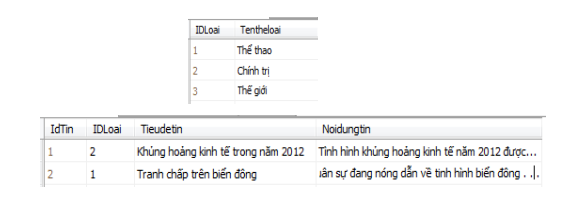 IDLoai Tentheloai
1 Thể thao
2 Chính trị
3 Thế giới
IdTin IDLoai Tieudetin Noidungtin
1 2 Khủng hoảng kinh tế trong năm 2012 Tình hình khủng hoảng kinh tế năm 2012 được...
2 1 Tranh chấp trên biển đông uân sự đang nóng dẫn về tình hình biển đông . . .